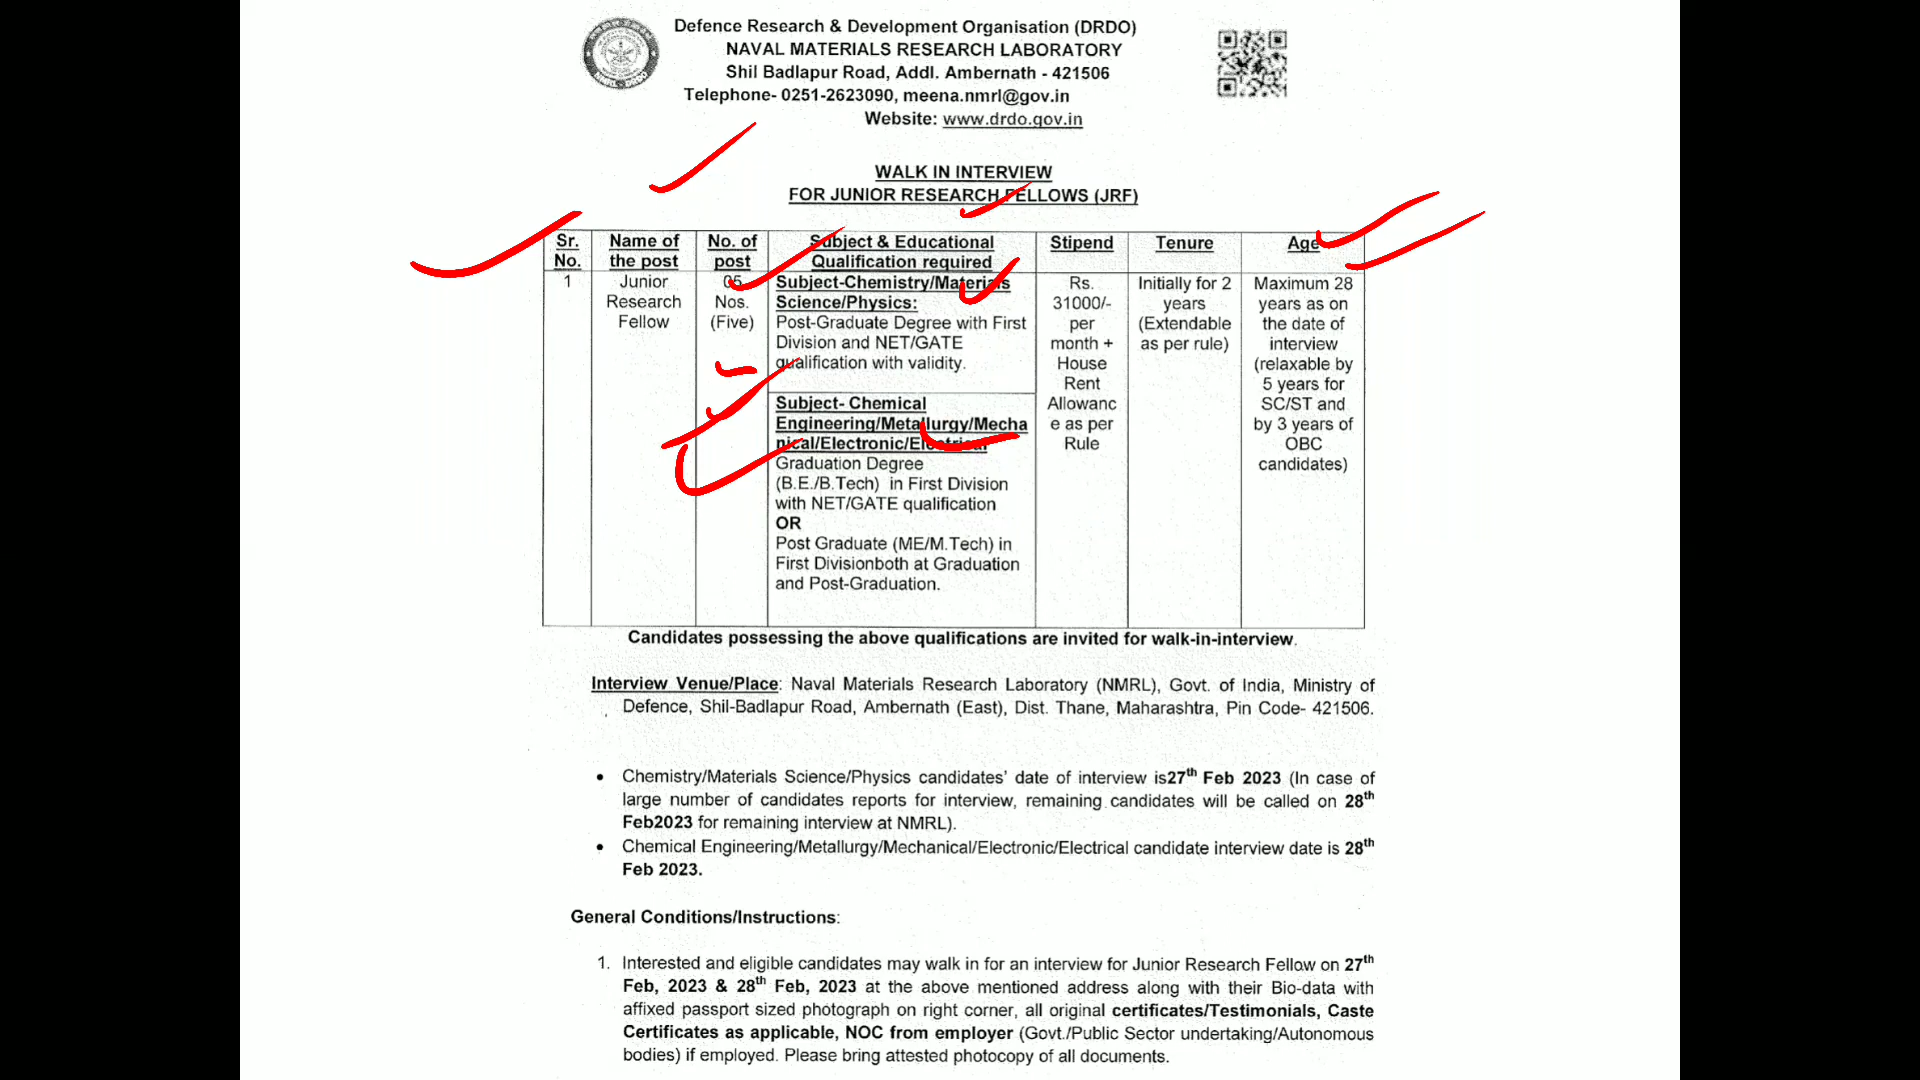 Defence Research & Development Organisation (DRDO)
NAVAL MATERIALS RESEARCH LABORATORY
Shil Badlapur Road, Addl. Ambernath - 421506
Telephone- 0251-2623090, meena.nmrl@gov.in
Website: www.drdo.gov.in
WALK IN INTERVIEW
FOR JUNIOR RESEARCH FELLOWS (JRF)
Sr. No.
Name of the post
No. of post
Subject & Educational
Qualification required
Stipend
Tenure
Age
1
Junior
Research
Fellow
05
Nos.
(Five)
Subject-Chemistry/Materials
Science/Physics:
Post-Graduate Degree with First
Division and NET/GATE
qualification with validity.
Subject- Chemical
Engineering/Metallurgy/Mecha
nical/Electronic/Electrical
Graduation Degree
(B.E./B.Tech) in First Division
with NET/GATE qualification
OR
Post Graduate (ME/M.Tech) in
First Divisionboth at Graduation
and Post-Graduation.
Rs.
31000/-
per
month +
House
Rent
Allowanc
e as per
Rule
Initially for 2
years
(Extendable
as per rule)
Maximum 28
years as on
the date of
interview
(relaxable by
5 years for
SC/ST and
by 3 years of
OBC
candidates)
Candidates possessing the above qualifications are invited for walk-in-interview.
Interview Venue/Place: Naval Materials Research Laboratory (NMRL), Govt. of India, Ministry of
Defence, Shil-Badlapur Road, Ambernath (East), Dist. Thane, Maharashtra, Pin Code- 421506.
• Chemistry/Materials Science/Physics candidates' date of interview is27th Feb 2023 (In case of
large number of candidates reports for interview, remaining candidates will be called on 28th
Feb2023 for remaining interview at NMRL).
• Chemical Engineering/Metallurgy/Mechanical/Electronic/Electrical candidate interview date is 28th
Feb 2023.
General Conditions/Instructions:
1. Interested and eligible candidates may walk in for an interview for Junior Research Fellow on 27th
Feb, 2023 & 28th Feb, 2023 at the above mentioned address along with their Bio-data with
affixed passport sized photograph on right corner, all original certificates/Testimonials, Caste
Certificates as applicable, NOC from employer (Govt./Public Sector undertaking/Autonomous
bodies) if employed. Please bring attested photocopy of all documents.